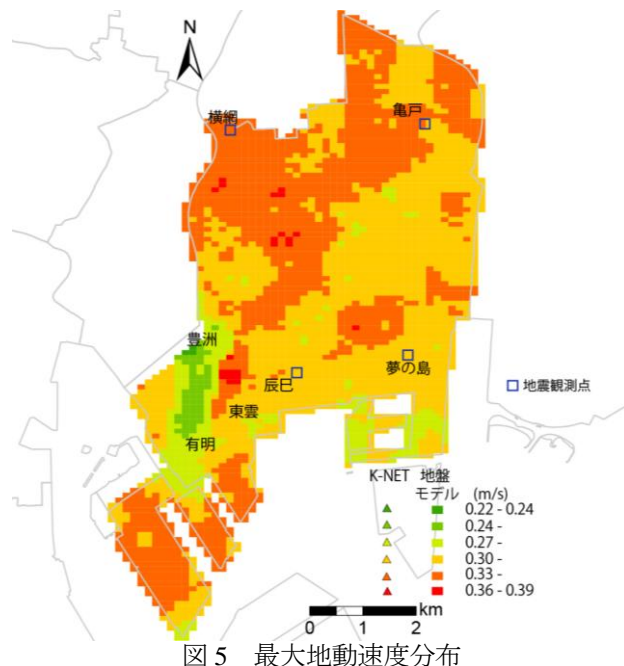 N
横網
亀戸
豊洲
夢の島
辰巳
地震観測点
東雲
有明
K-NET 地盤
モデル (m/s)
0.22 - 0.24
0.24 -
0.27 -
0.30 -
0.33 -
0.36 - 0.39
km
0 1 2
図 5 最大地動速度分布